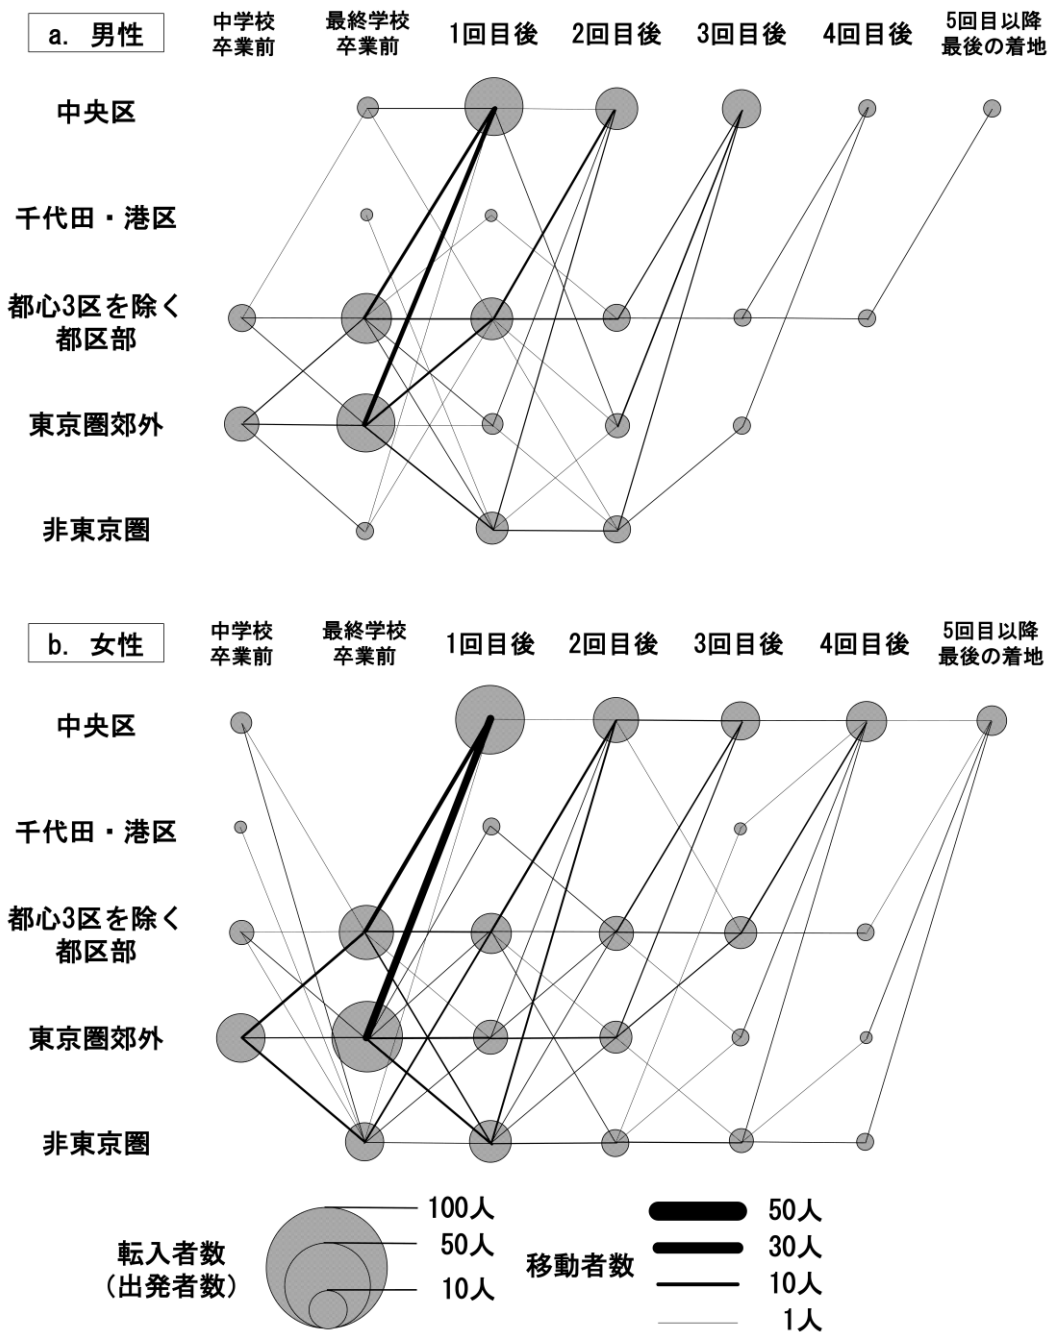 a. 男性
中学校
卒業前
最終学校
卒業前
1回目後
2回目後
3回目後
4回目後
5回目以降
最後の着地
中央区
千代田・港区
都心3区を除く
都区部
東京圏郊外
非東京圏
b. 女性
中学校
卒業前
最終学校
卒業前
1回目後
2回目後
3回目後
4回目後
5回目以降
最後の着地
中央区
千代田・港区
都心3区を除く
都区部
東京圏郊外
非東京圏
転入者数
(出発者数)
100人
50人
10人
移動者数
50人
30人
10人
1人